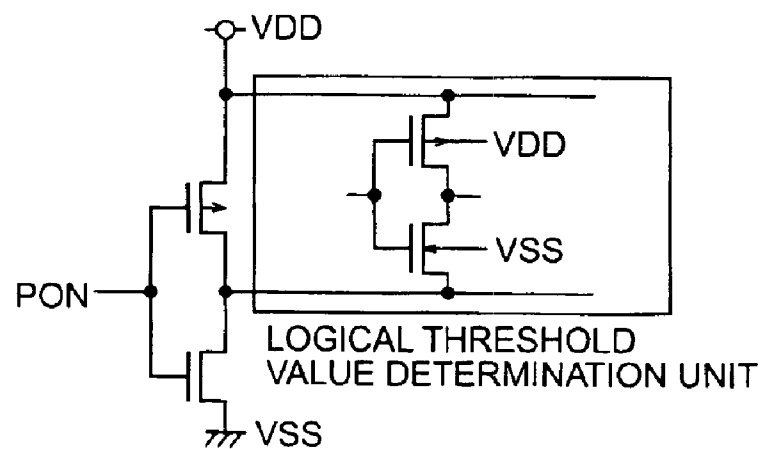 VDD
VDD
VSS
PON
LOGICAL THRESHOLD
VALUE DETERMINATION UNIT
VSS